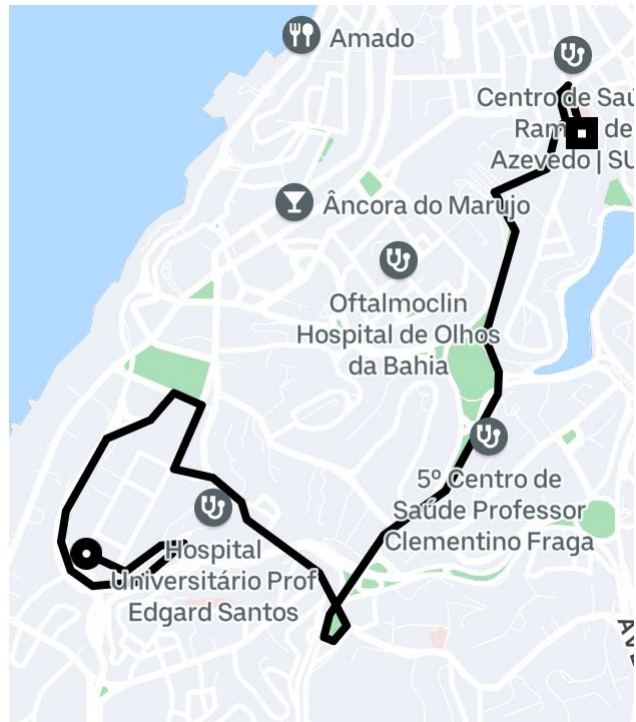 Amado
Centro de Saú
Ram de
Azevedo | SU
Âncora do Marujo
Oftalmoclin
Hospital de Olhos
da Bahia
5º Centro de
Saúde Professor
Clementino Fraga
Hospital
Universitário Prof
Edgard Santos
AVE